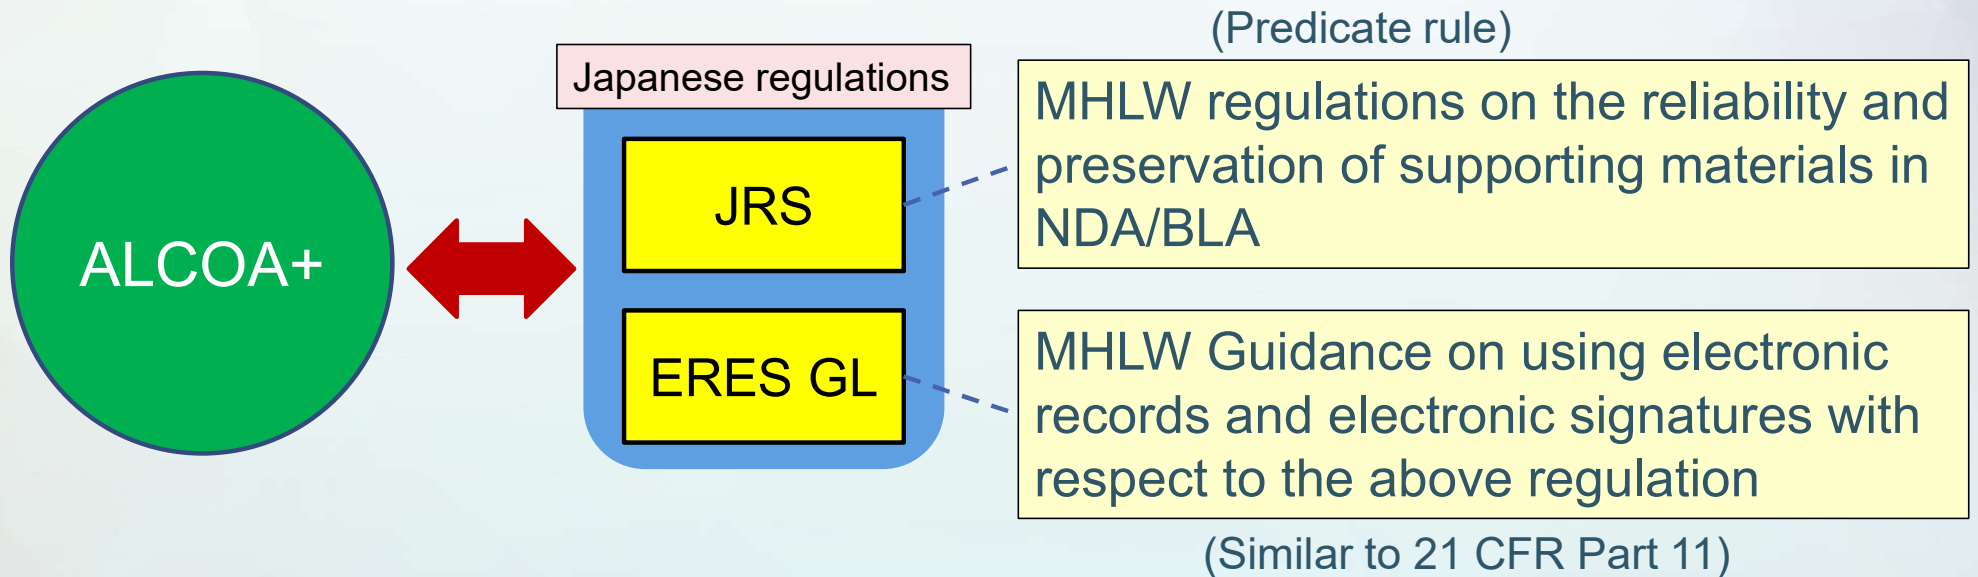 ALCOA+
Japanese regulations
JRS
ERES GL
(Predicate rule)
MHLW regulations on the reliability and
preservation of supporting materials in
NDA/BLA
MHLW Guidance on using electronic
records and electronic signatures with
respect to the above regulation
(Similar to 21 CFR Part 11)